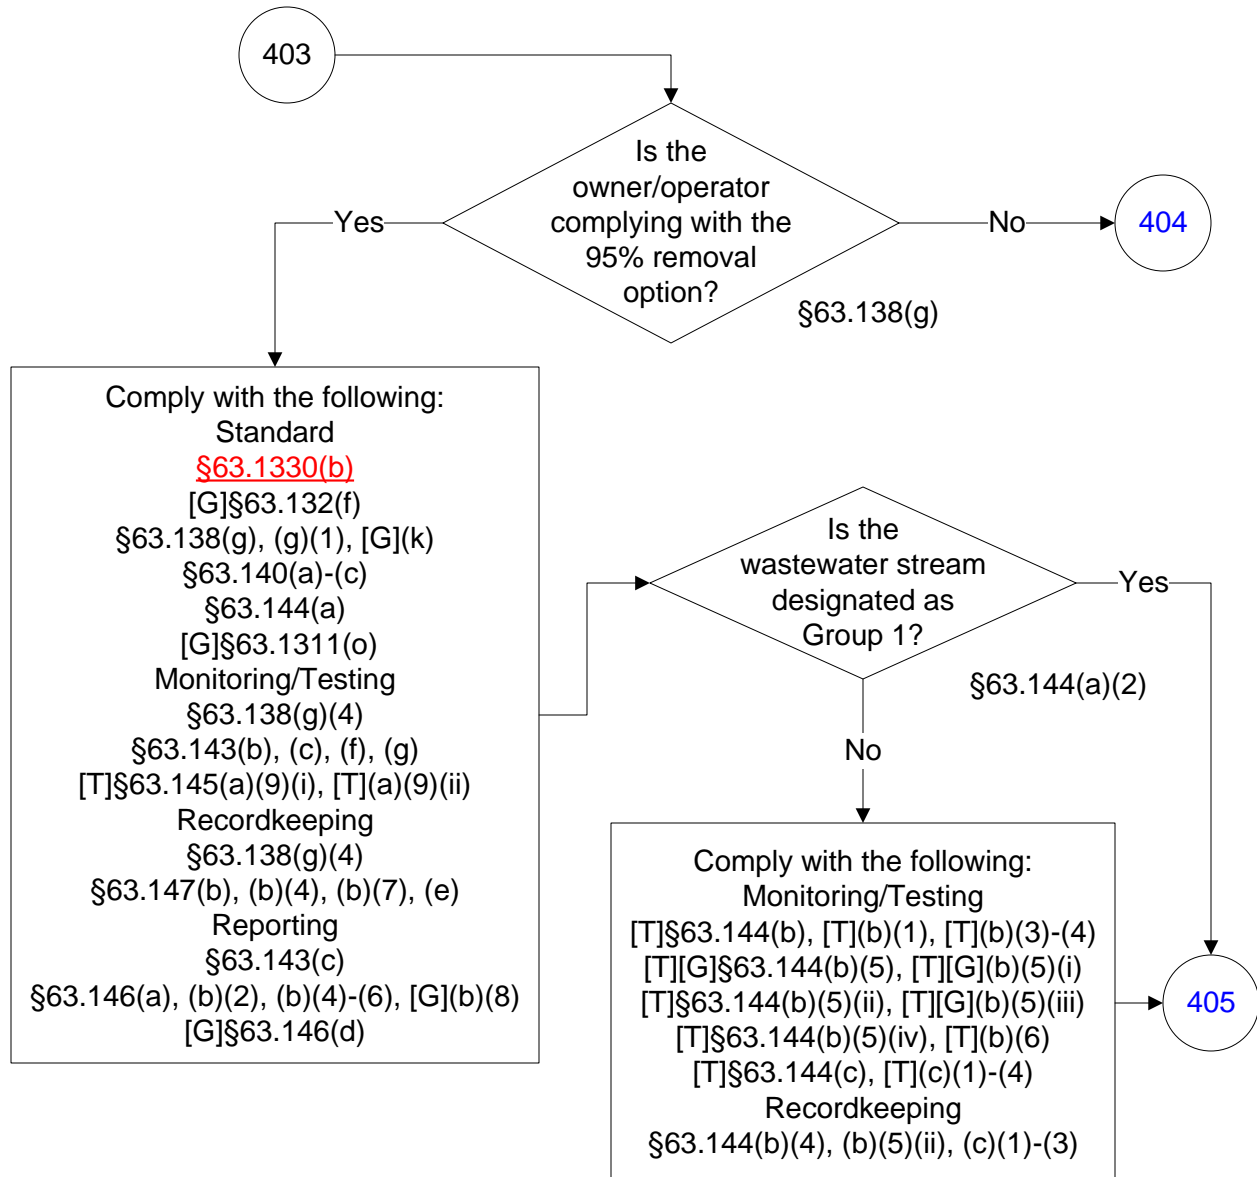 403
Is the
owner/operator
complying with the
95% removal
option?
Yes
No
404
§63.138(g)
Comply with the following:
Standard
§63.1330(b)
[G]§63.132(f)
§63.138(g), (g)(1), [G](k)
§63.140(a)-(c)
§63.144(a)
[G]§63.1311(o)
Monitoring/Testing
§63.138(g)(4)
§63.143(b), (c), (f), (g)
[T]§63.145(a)(9)(i), [T](a)(9)(ii)
Recordkeeping
§63.138(g)(4)
§63.147(b), (b)(4), (b)(7), (e)
Reporting
§63.143(c)
§63.146(a), (b)(2), (b)(4)-(6), [G](b)(8)
[G]§63.146(d)
Is the
wastewater stream
designated as
Group 1?
Yes
§63.144(a)(2)
No
Comply with the following:
Monitoring/Testing
[T]§63.144(b), [T](b)(1), [T](b)(3)-(4)
[T][G]§63.144(b)(5), [T][G](b)(5)(i)
[T]§63.144(b)(5)(ii), [T][G](b)(5)(iii)
[T]§63.144(b)(5)(iv), [T](b)(6)
[T]§63.144(c), [T](c)(1)-(4)
Recordkeeping
§63.144(b)(4), (b)(5)(ii), (c)(1)-(3)
405